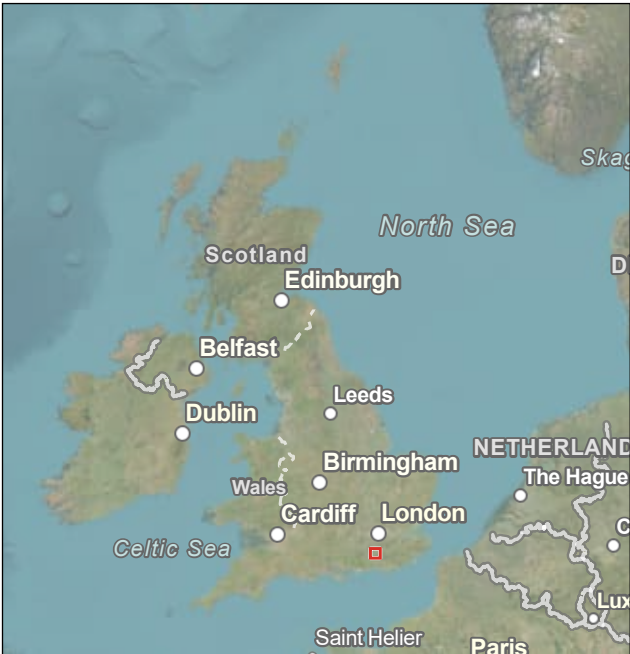 Skag
North Sea
Scotland
D
Edinburgh
Belfast
Leeds
Dublin
NETHERLAND
Birmingham
The Hague
Wales
Cardiff
London
C
Celtic Sea
Lux
Saint Helier
Paris